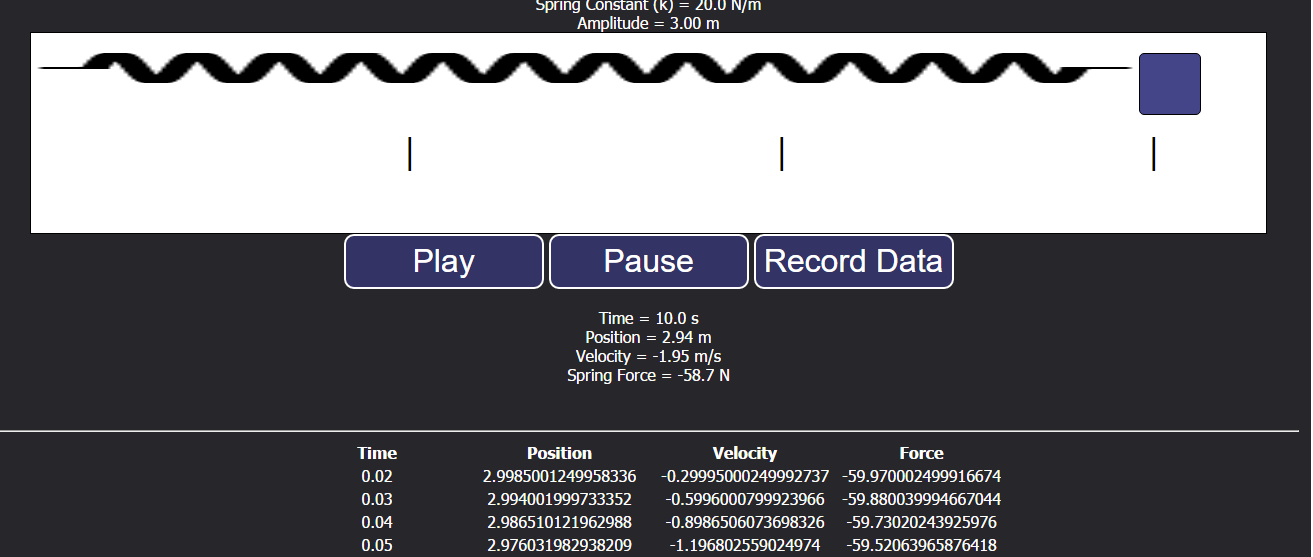 Spring Constant (k) = 20.0 N/m
Amplitude = 3.00 m
Play Pause Record Data
Time = 10.0 s
Position = 2.94 m
Velocity = -1.95 m/s
Spring Force = -58.7 N
Time Position Velocity Force
0.02 2.9985001249958336 -0.29995000249992737 -59.970002499916674
0.03 2.994001999733352 -0.5996000799923966 -59.880039994667044
0.04 2.986510121962988 -0.8986506073698326 -59.73020243925976
0.05 2.976031982938209 -1.196802559024974 -59.52063965876418